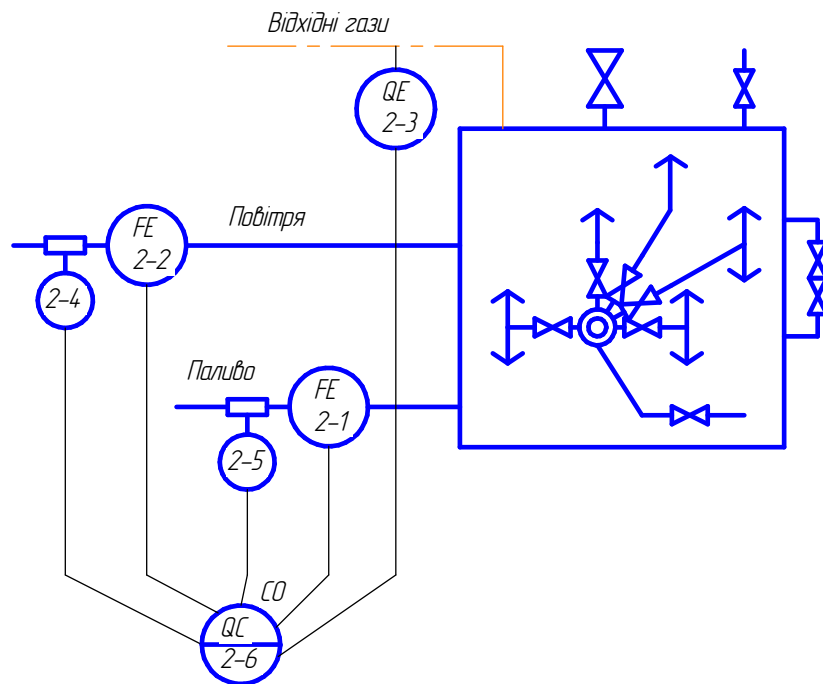 Відхідні гази
QE
2-3
FE
2-2
Повітря
2-4
Паливо
FE
2-1
2-5
CO
QC
2-6